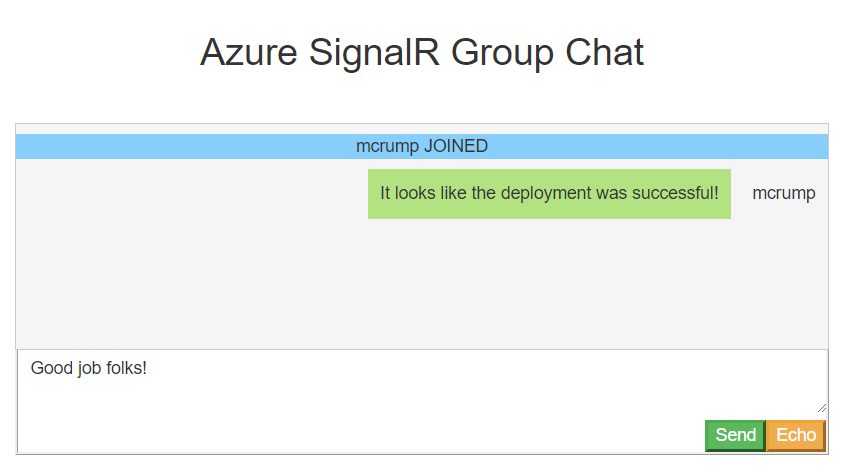 Azure SignalR Group Chat
mcrump JOINED
It looks like the deployment was successful! mcrump
Good job folks!
Send Echo